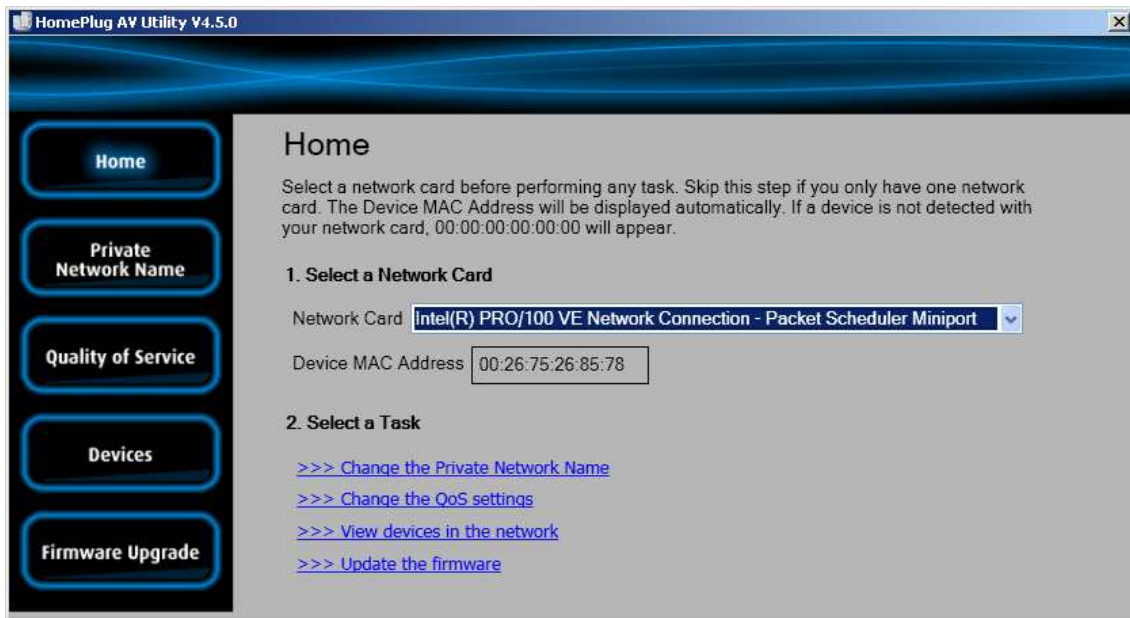 HomePlug AV Utility V4.5.0
Home
Private
Network Name
Quality of Service
Devices
Firmware Upgrade
Home
Select a network card before performing any task. Skip this step if you only have one network
card. The Device MAC Address will be displayed automatically. If a device is not detected with
your network card, 00:00:00:00:00:00 will appear.
1. Select a Network Card
Network Card Intel(R) PRO/100 VE Network Connection - Packet Scheduler Miniport
Device MAC Address 00:26:75:26:85:78
2. Select a Task
>>> Change the Private Network Name
>>> Change the QoS settings
>>> View devices in the network
>>> Update the firmware